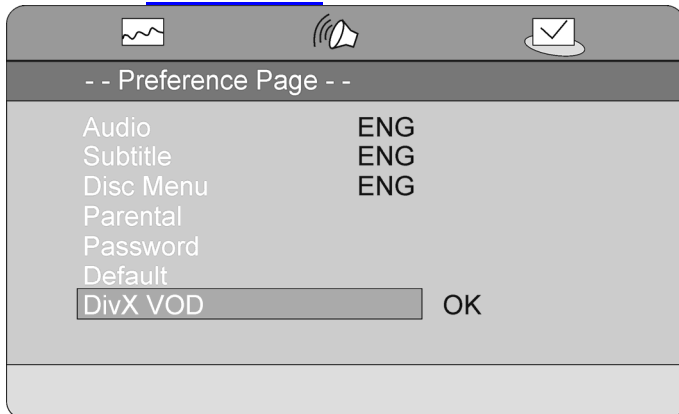 - - Preference Page - -
Audio ENG
Subtitle ENG
Disc Menu ENG
Parental
Password
Default
DivX VOD OK